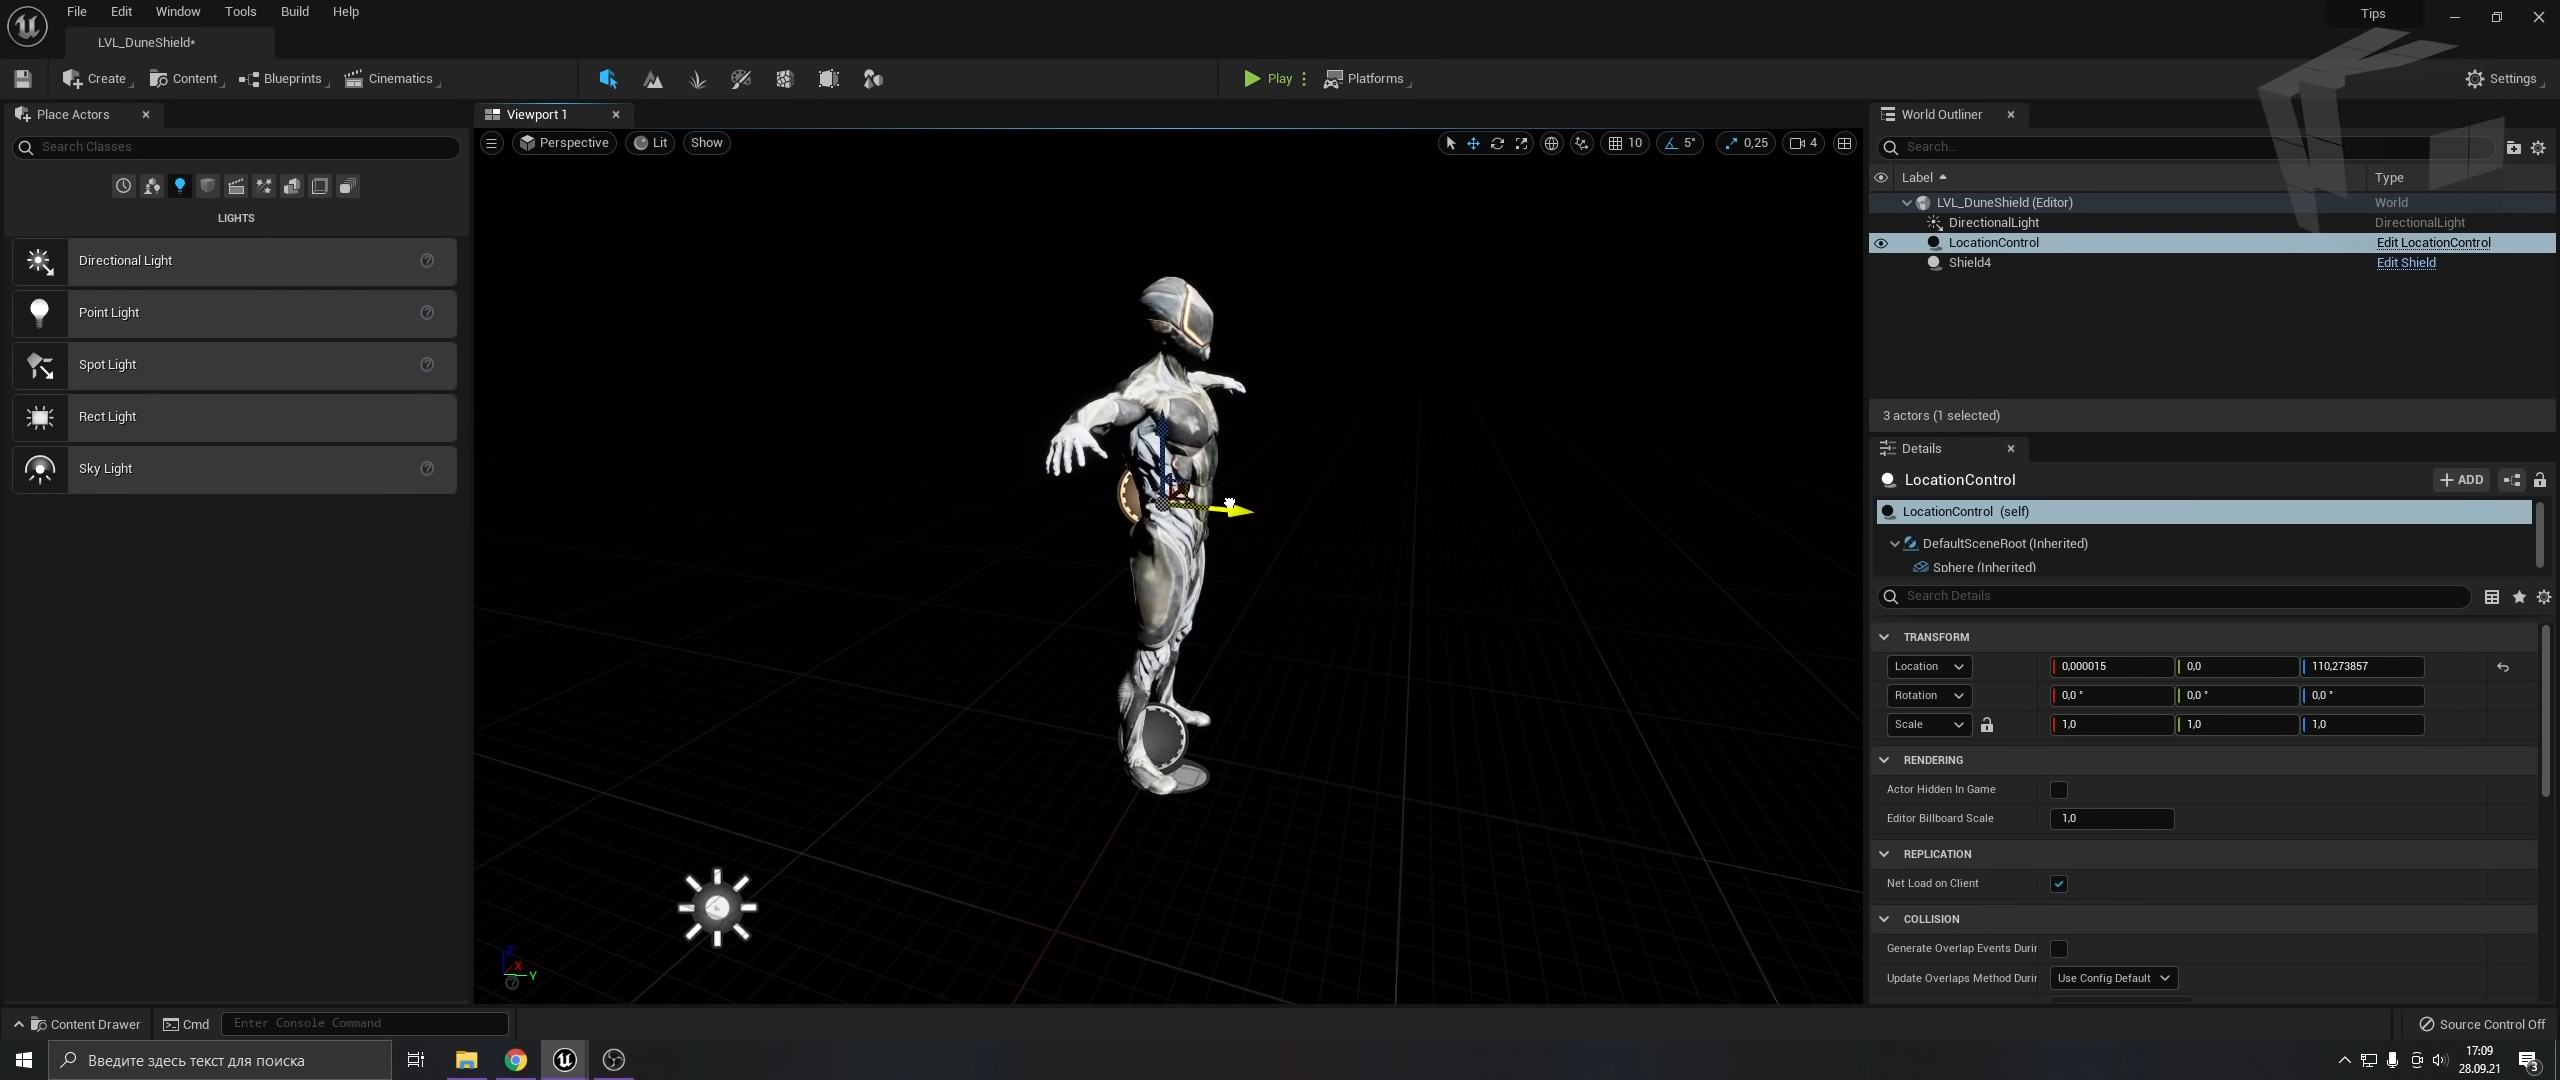 File Edit Window Tools Build Help
Tips
LVL_DuneShield*
Create Content Blueprints Cinematics
Play Platforms
Settings
Place Actors
Viewport 1
World Outliner
Search Classes
Perspective Lit Show
10 5° 0,25 4
Search...
Label Type
LIGHTS
LVL_DuneShield (Editor) World
DirectionalLight DirectionalLight
LocationControl Edit LocationControl
Shield4 Edit Shield
Directional Light
Point Light
Spot Light
Rect Light
Sky Light
3 actors (1 selected)
Details
LocationControl
ADD
LocationControl (self)
DefaultSceneRoot (Inherited)
Sphere (Inherited)
Search Details
TRANSFORM
Location 0,000015 0,0 110,273857
Rotation 0,0 ° 0,0 ° 0,0 °
Scale 1,0 1,0 1,0
RENDERING
Actor Hidden In Game
Editor Billboard Scale 1,0
REPLICATION
Net Load on Client
COLLISION
Generate Overlap Events Durin
Update Overlaps Method Durin Use Config Default
Z
X
Y
Content Drawer Cmd Enter Console Command
Source Control Off
Введите здесь текст для поиска
17:09
28.09.21
3